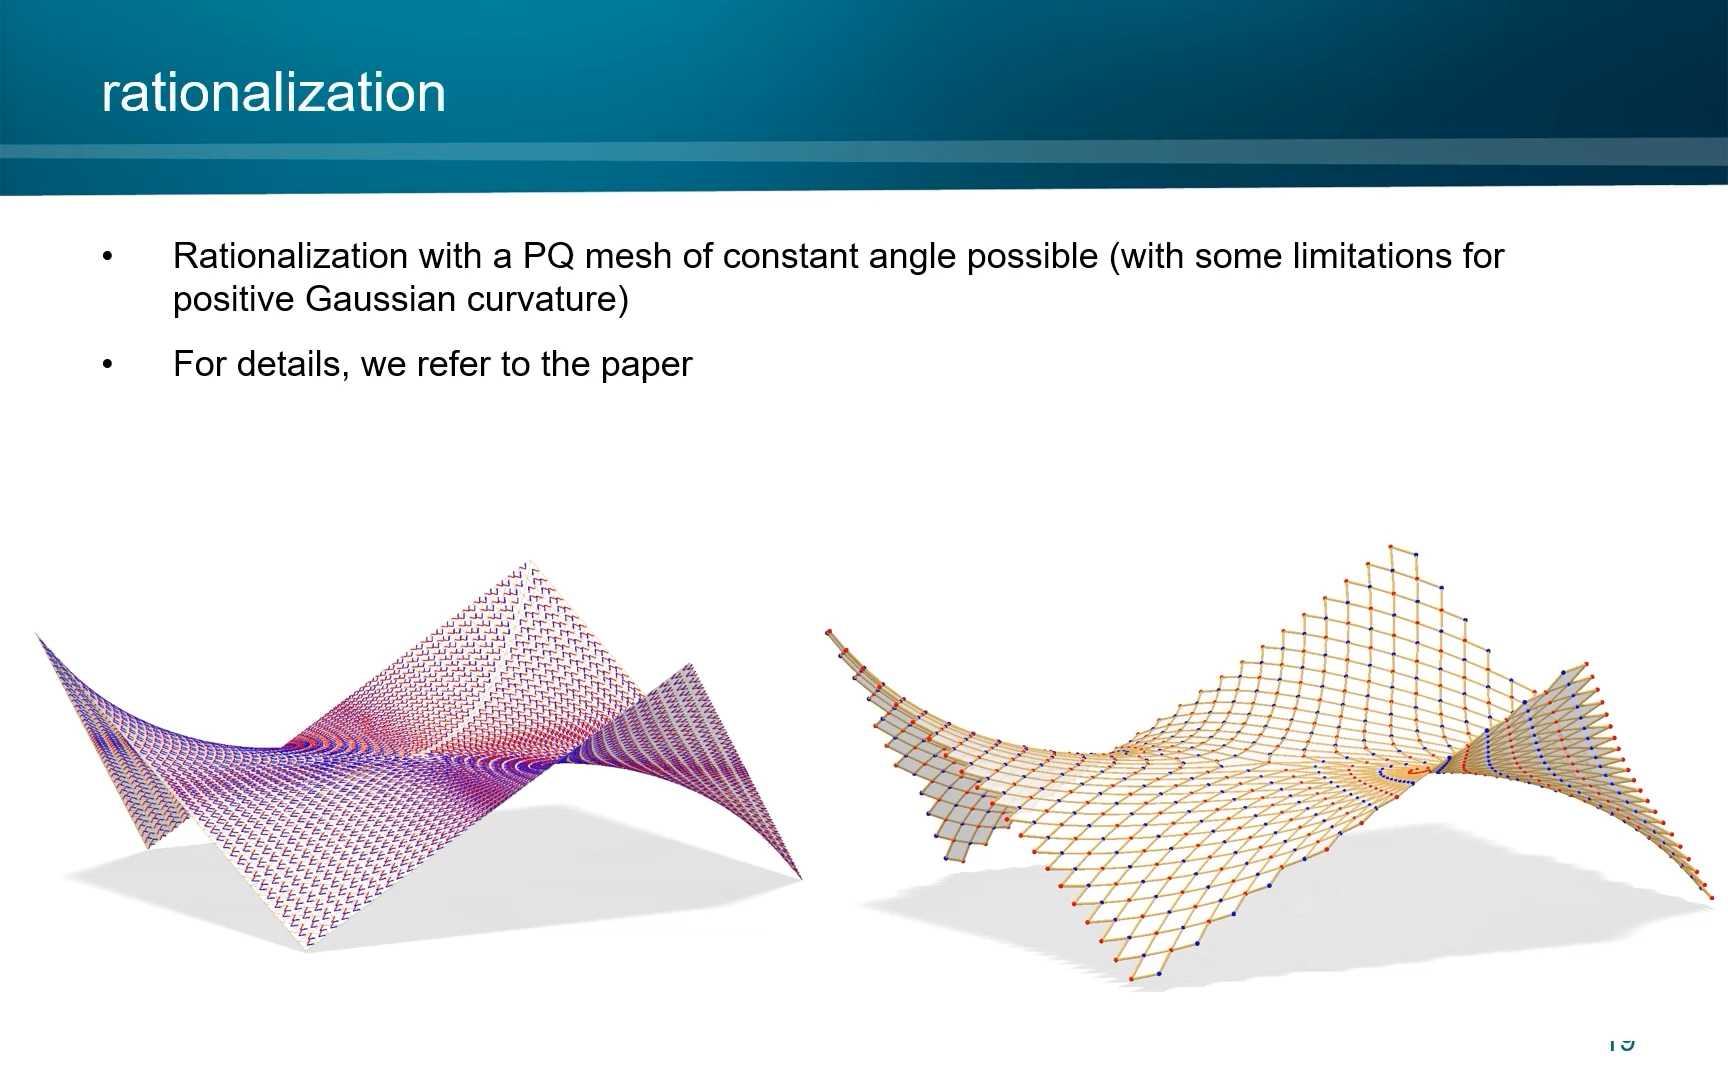 rationalization
• Rationalization with a PQ mesh of constant angle possible (with some limitations for
positive Gaussian curvature)
• For details, we refer to the paper
19